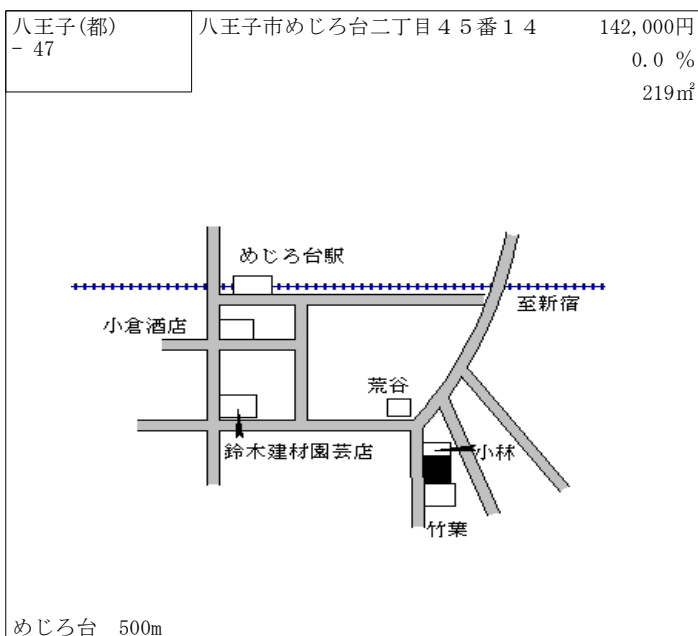 八王子(都)
- 47
八王子市めじろ台二丁目４５番１４
142,000円
0.0 %
219㎡
めじろ台駅
至新宿
小倉酒店
荒谷
鈴木建材園芸店
小林
竹葉
めじろ台　500m